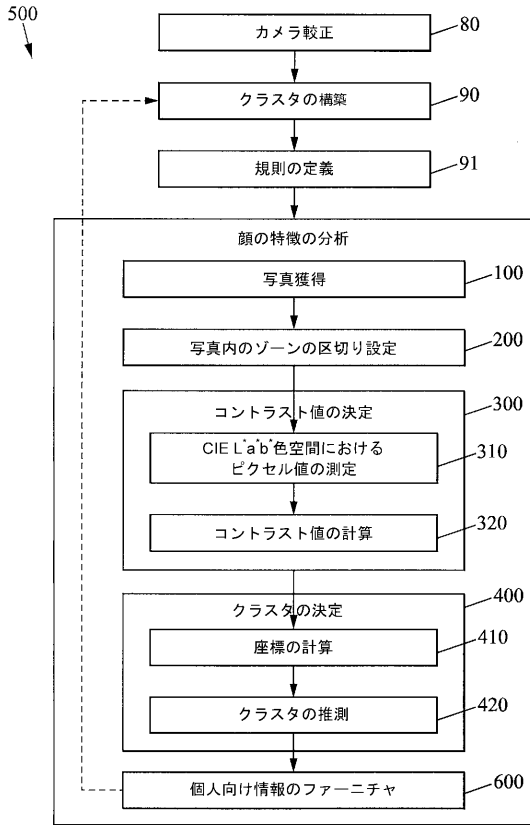 500
カメラ較正
80
クラスタの構築
90
規則の定義
91
顔の特徴の分析
写真獲得
100
写真内のゾーンの区切り設定
200
コントラスト値の決定
300
CIE L*a*b*色空間における
ピクセル値の測定
310
コントラスト値の計算
320
クラスタの決定
400
座標の計算
410
クラスタの推測
420
個人向け情報のファーニチャ
600